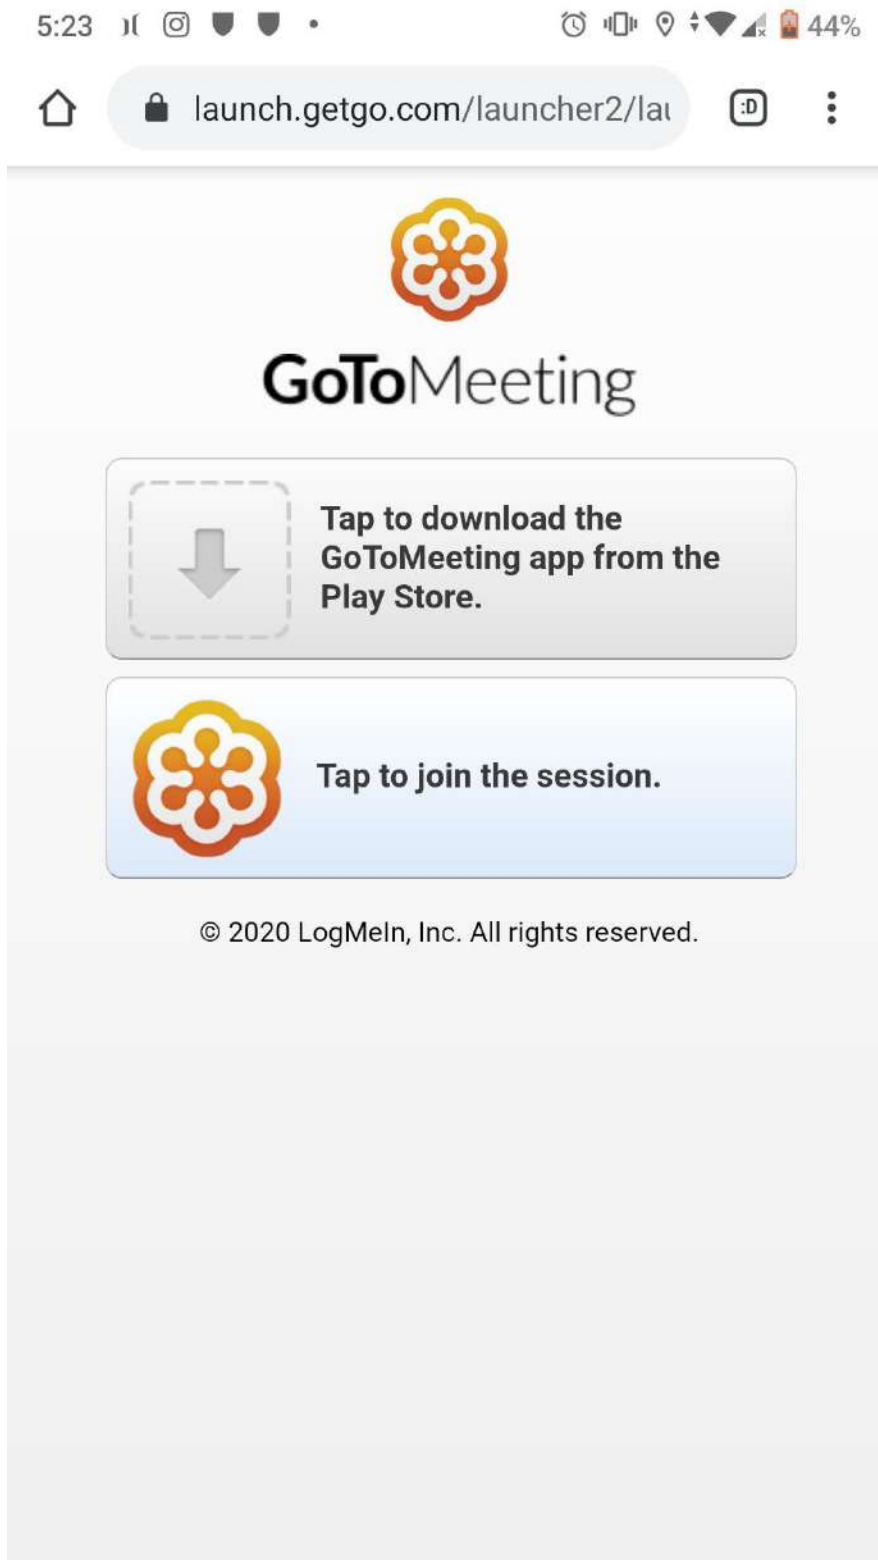 5:23 44%
launch.getgo.com/launcher2/lau :D
GoToMeeting
Tap to download the
GoToMeeting app from the
Play Store.
Tap to join the session.
© 2020 LogMeIn, Inc. All rights reserved.